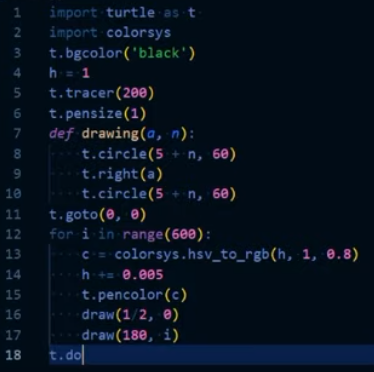 1 import turtle as t
2 import colorsys
3 t.bgcolor('black')
4 h = 1
5 t.tracer(200)
6 t.pensize(1)
7 def drawing(a, n):
8     t.circle(5 + n, 60)
9     t.right(a)
10     t.circle(5 + n, 60)
11 t.goto(0, 0)
12 for i in range(600):
13     c = colorsys.hsv_to_rgb(h, 1, 0.8)
14     h += 0.005
15     t.pencolor(c)
16     draw(1/2, 0)
17     draw(180, i)
18 t.do